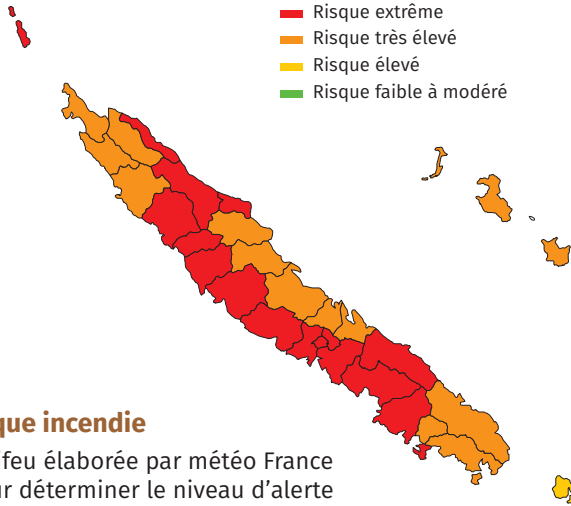 Risque extrême
Risque très élevé
Risque élevé
Risque faible à modéré
que incendie
feu élaborée par météo France
déterminer le niveau d'alerte